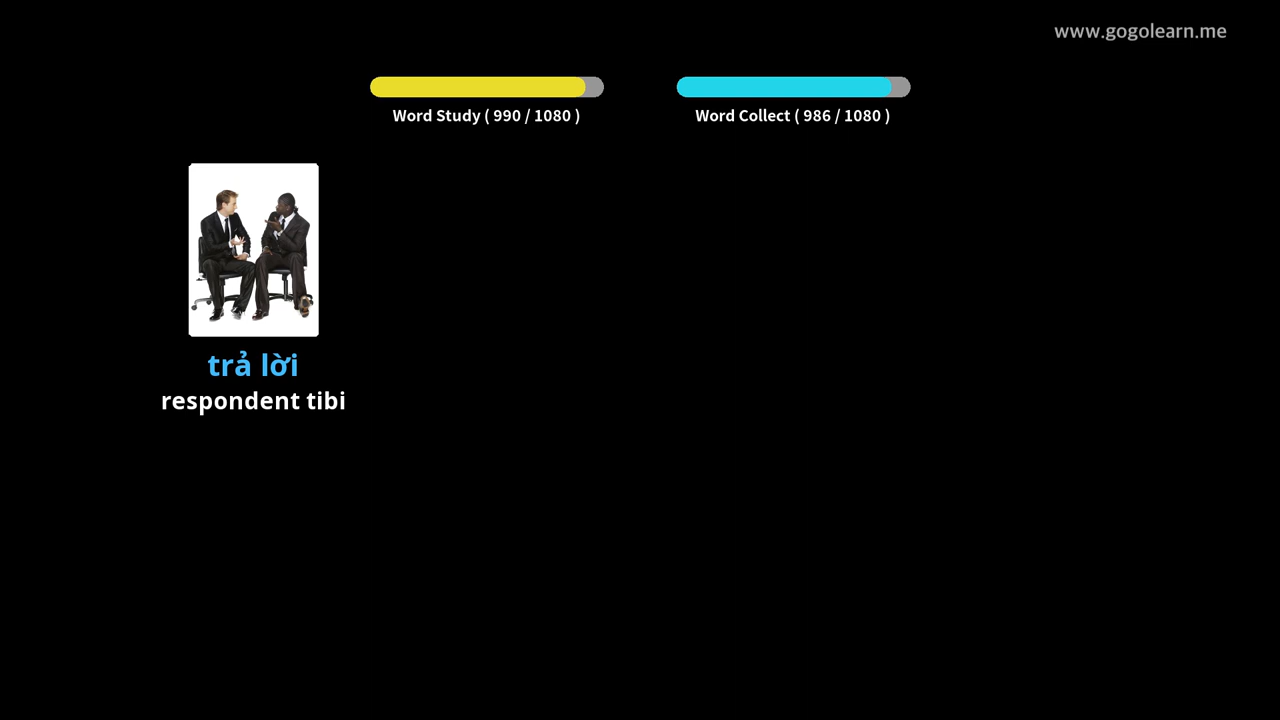 www.gogolearn.me
Word Study ( 990 / 1080 )
Word Collect ( 986 / 1080 )
trả lời
respondent tibi